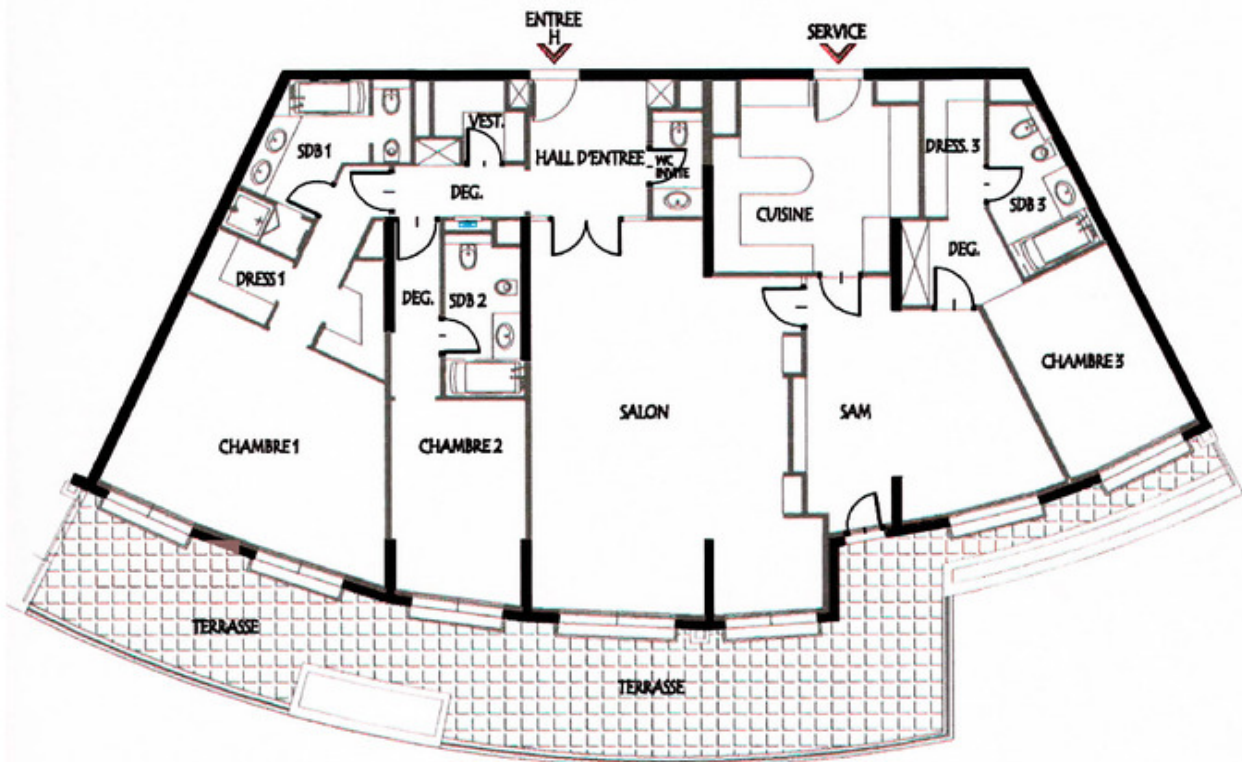 ENTREE
H
SERVICE
SDB 1
VEST.
HALL D'ENTREE
WC
INVITE
DEG.
CUISINE
DRESS. 3
SDB 3
DEG.
DRESS 1
DEG.
SDB 2
CHAMBRE 1
CHAMBRE 2
SALON
SAM
CHAMBRE 3
TERRASSE
TERRASSE